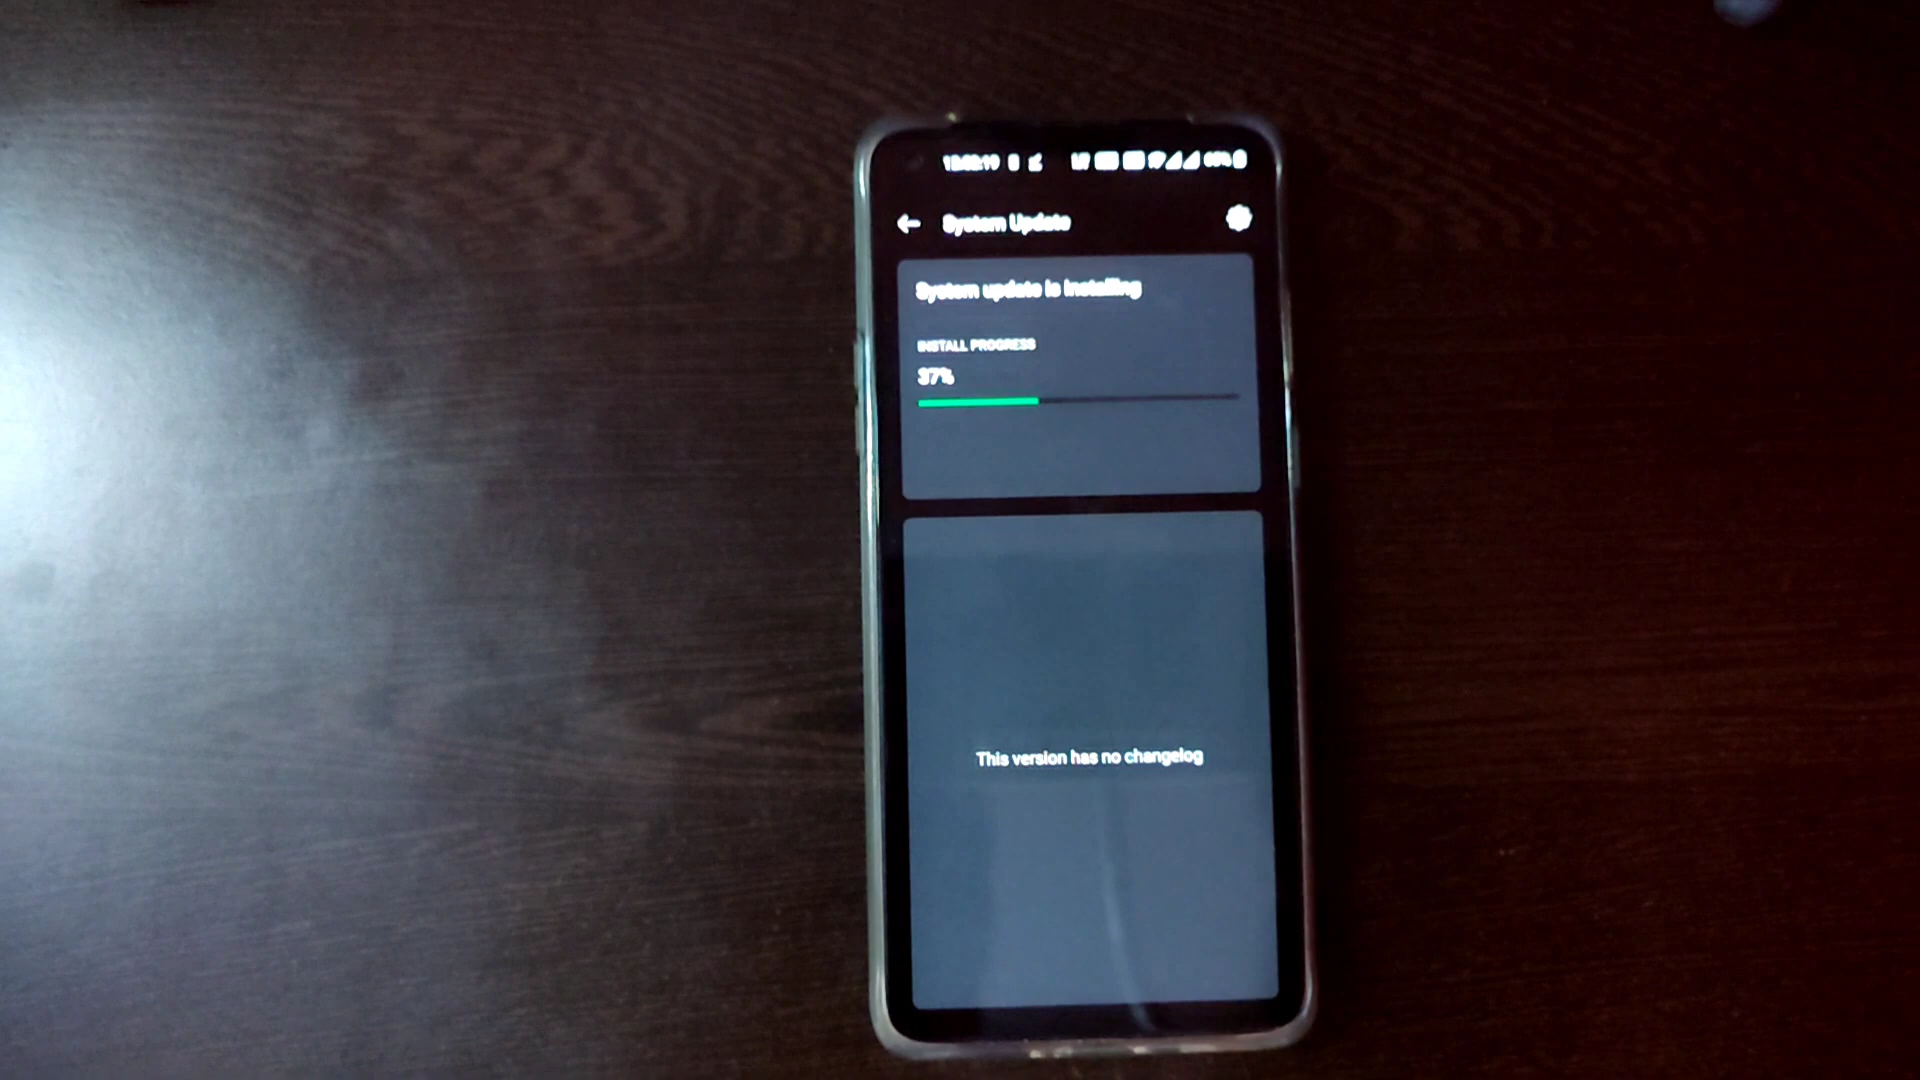 System Update
System update is installing
INSTALL PROGRESS
37%
This version has no changelog